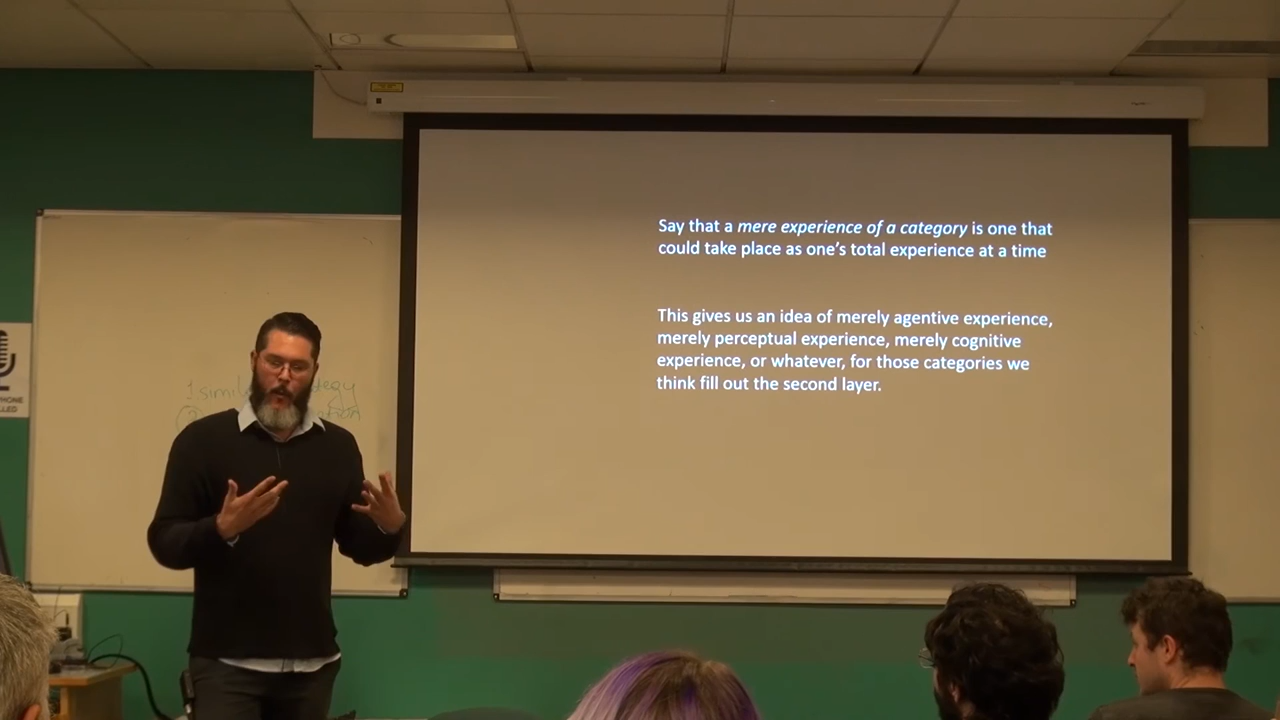 Say that a mere experience of a category is one that
could take place as one's total experience at a time
This gives us an idea of merely agentive experience,
merely perceptual experience, merely cognitive
experience, or whatever, for those categories we
think fill out the second layer.